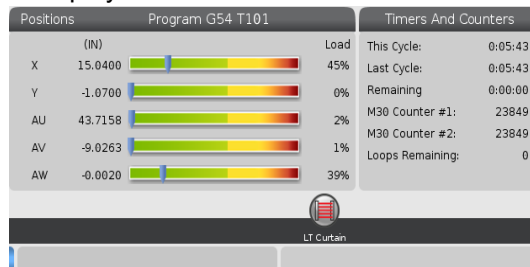 Positions Program G54 T101
(IN) Load
X 15.0400 45%
Y -1.0700 0%
AU 43.7158 2%
AV -9.0263 1%
AW -0.0020 39%
Timers And Counters
This Cycle: 0:05:43
Last Cycle: 0:05:43
Remaining 0:00:00
M30 Counter #1: 23849
M30 Counter #2: 23849
Loops Remaining: 0
LT Curtain